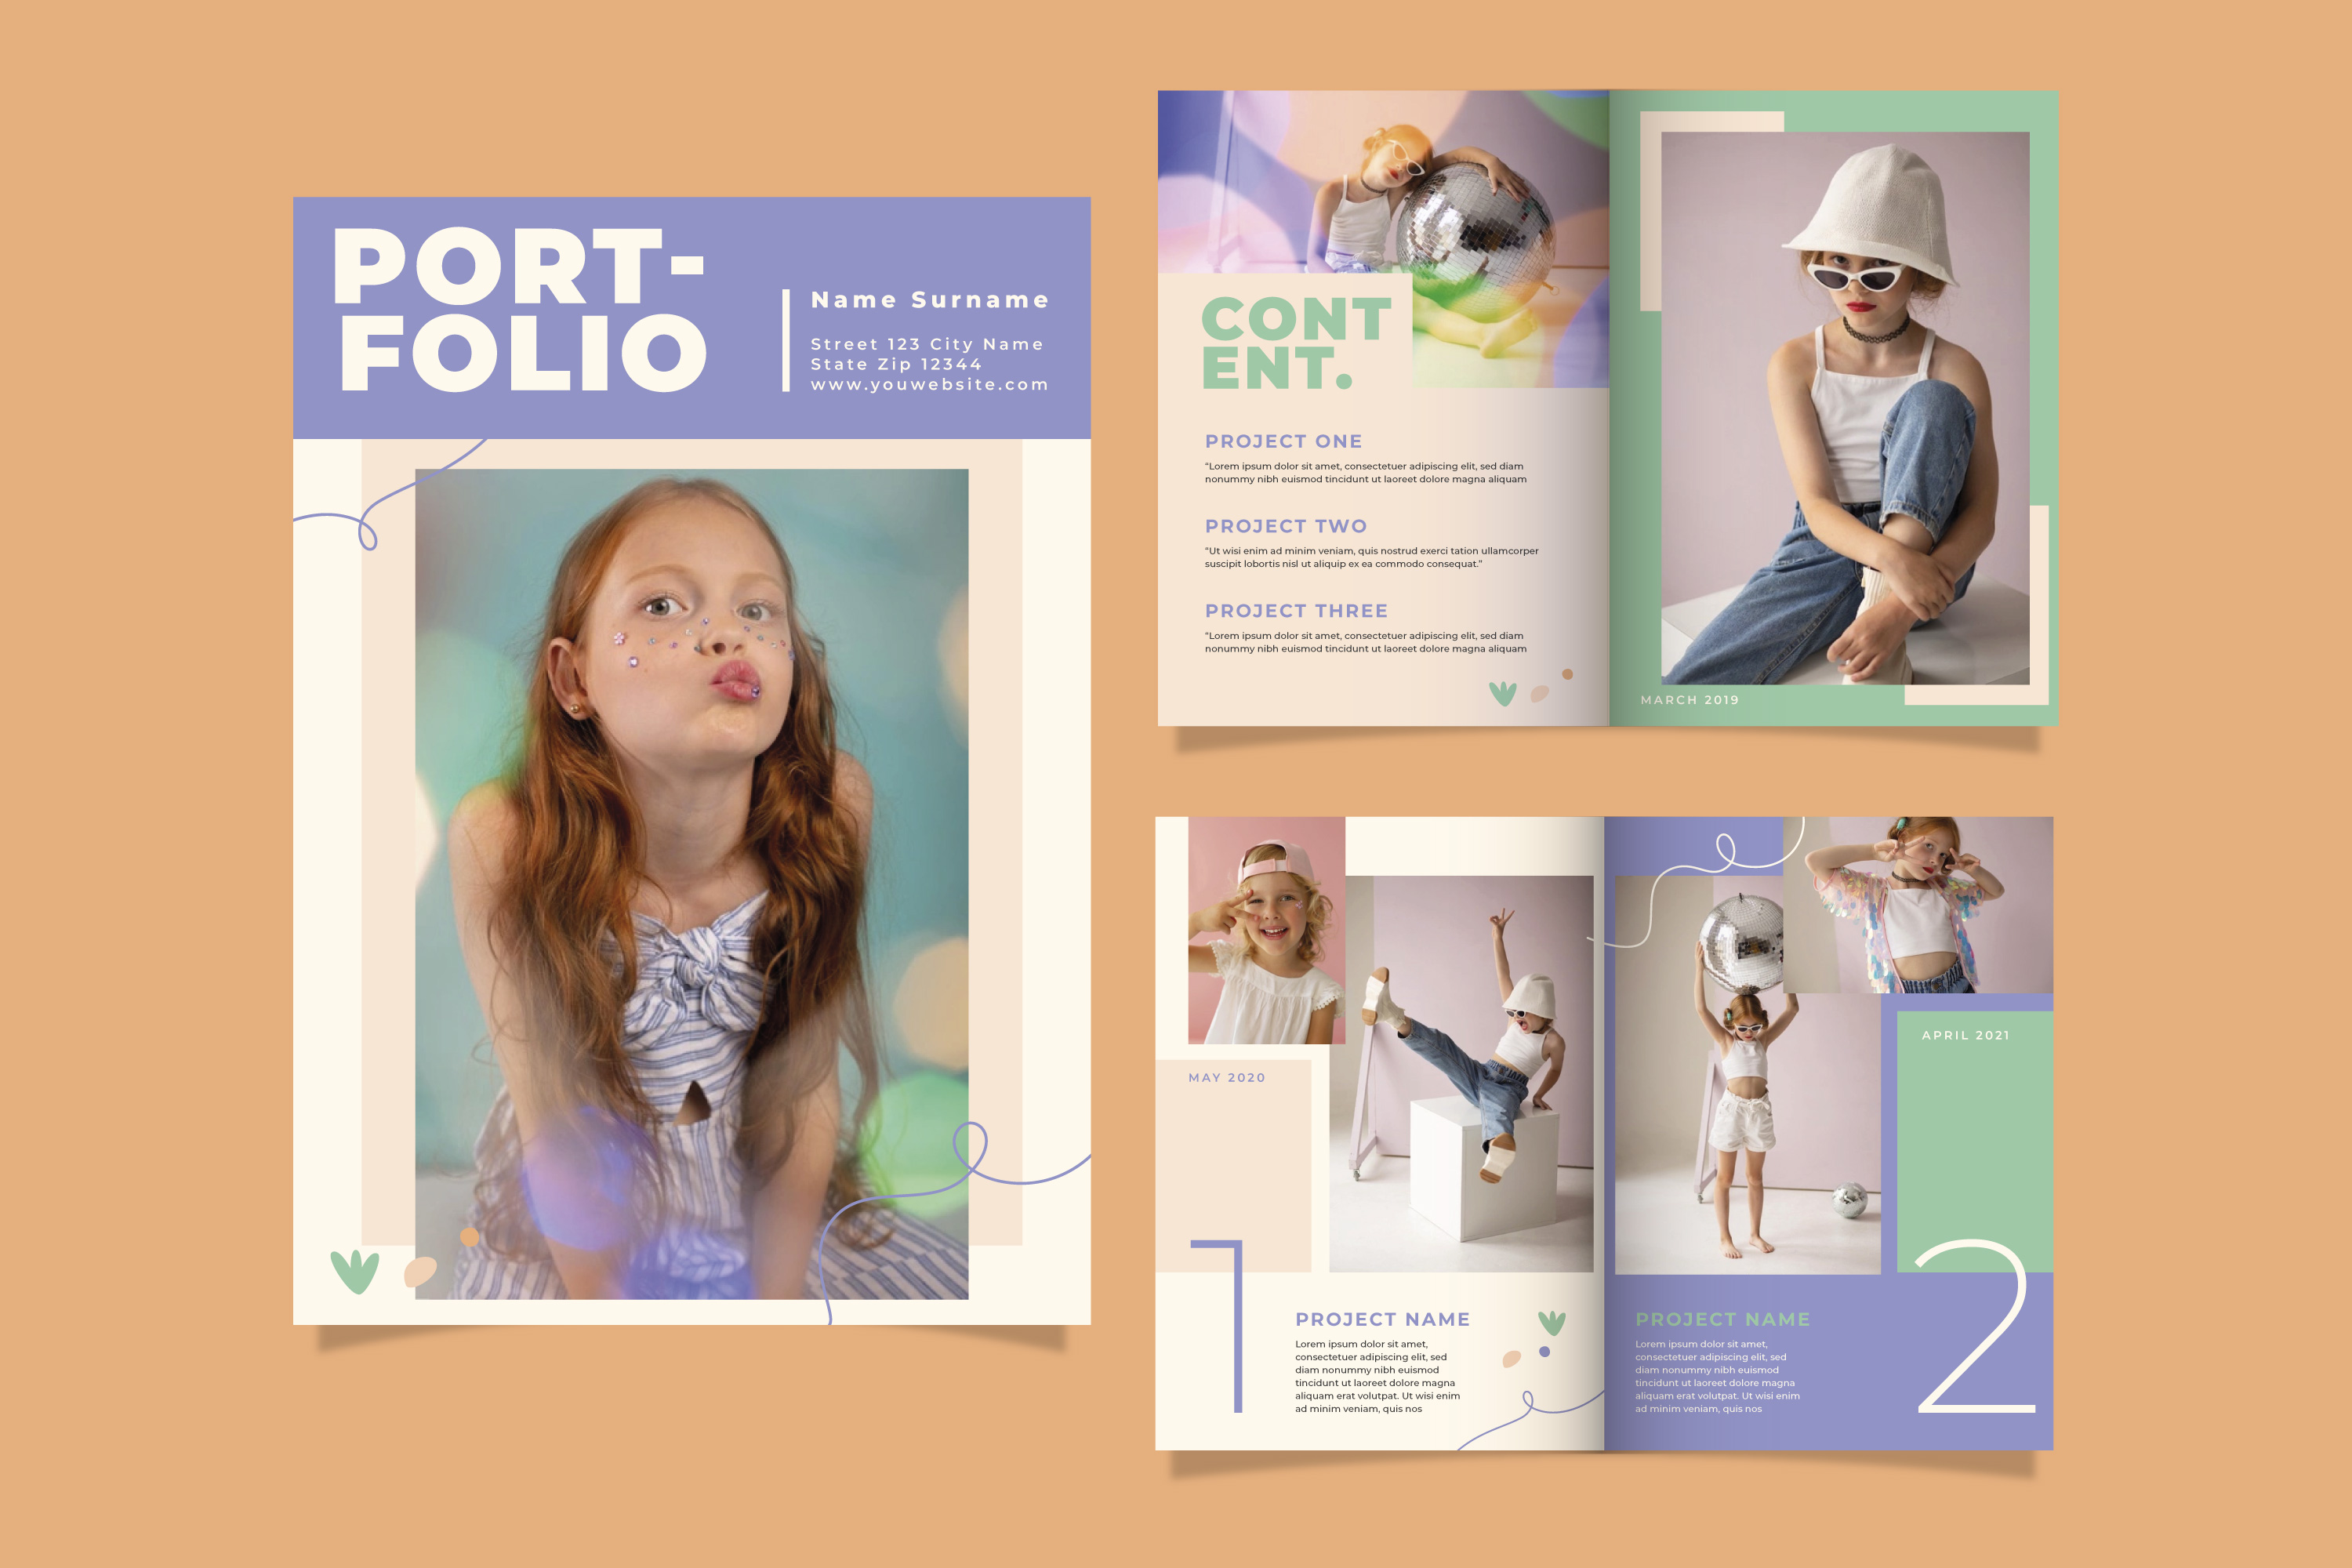 PORT-
FOLIO
Name Surname
Street 123 City Name
State Zip 12344
www.youwebsite.com
CONT
ENT.
PROJECT ONE
“Lorem ipsum dolor sit amet, consectetuer adipiscing elit, sed diam
nonummy nibh euismod tincidunt ut laoreet dolore magna aliquam
PROJECT TWO
“Ut wisi enim ad minim veniam, quis nostrud exerci tation ullamcorper
suscipit lobortis nisl ut aliquip ex ea commodo consequat.”
PROJECT THREE
“Lorem ipsum dolor sit amet, consectetuer adipiscing elit, sed diam
nonummy nibh euismod tincidunt ut laoreet dolore magna aliquam
MARCH 2019
MAY 2020
1
PROJECT NAME
Lorem ipsum dolor sit amet,
consectetuer adipiscing elit, sed
diam nonummy nibh euismod
tincidunt ut laoreet dolore magna
aliquam erat volutpat. Ut wisi enim
ad minim veniam, quis nos
APRIL 2021
2
PROJECT NAME
Lorem ipsum dolor sit amet,
consectetuer adipiscing elit, sed
diam nonummy nibh euismod
tincidunt ut laoreet dolore magna
aliquam erat volutpat. Ut wisi enim
ad minim veniam, quis nos